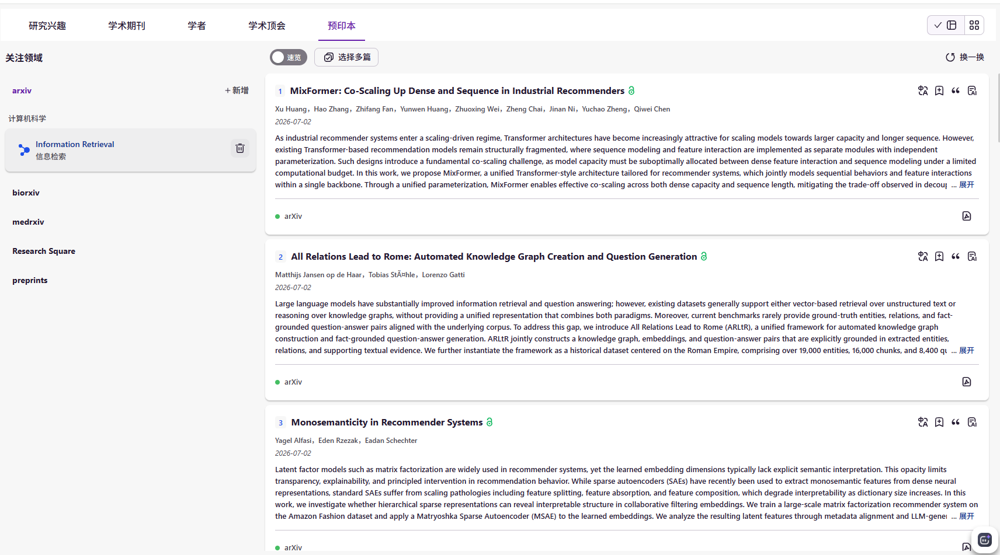 研究兴趣
学术期刊
学者
学术顶会
预印本
关注领域
arxiv
+ 新增
计算机科学
Information Retrieval
信息检索
biorxiv
medrxiv
Research Square
preprints
速览
选择多篇
换一换
1 MixFormer: Co-Scaling Up Dense and Sequence in Industrial Recommenders
Xu Huang，Hao Zhang，Zhifang Fan，Yunwen Huang，Zhuoxing Wei，Zheng Chai，Jinan Ni，Yuchao Zheng，Qiwei Chen
2026-07-02
As industrial recommender systems enter a scaling-driven regime, Transformer architectures have become increasingly attractive for scaling models towards larger capacity and longer sequence. However,
existing Transformer-based recommendation models remain structurally fragmented, where sequence modeling and feature interaction are implemented as separate modules with independent
parameterization. Such designs introduce a fundamental co-scaling challenge, as model capacity must be suboptimally allocated between dense feature interaction and sequence modeling under a limited
computational budget. In this work, we propose MixFormer, a unified Transformer-style architecture tailored for recommender systems, which jointly models sequential behaviors and feature interactions
within a single backbone. Through a unified parameterization, MixFormer enables effective co-scaling across both dense capacity and sequence length, mitigating the trade-off observed in decoup ... 展开
arXiv
2 All Relations Lead to Rome: Automated Knowledge Graph Creation and Question Generation
Matthijs Jansen op de Haar，Tobias StÃ¤hle，Lorenzo Gatti
2026-07-02
Large language models have substantially improved information retrieval and question answering; however, existing datasets generally support either vector-based retrieval over unstructured text or
reasoning over knowledge graphs, without providing a unified representation that combines both paradigms. Moreover, current benchmarks rarely provide ground-truth entities, relations, and fact-
grounded question-answer pairs aligned with the underlying corpus. To address this gap, we introduce All Relations Lead to Rome (ARLtR), a unified framework for automated knowledge graph
construction and fact-grounded question-answer generation. ARLtR jointly constructs a knowledge graph, embeddings, and question-answer pairs that are explicitly grounded in extracted entities,
relations, and supporting textual evidence. We further instantiate the framework as a historical dataset centered on the Roman Empire, comprising over 19,000 entities, 16,000 chunks, and 8,400 qu ... 展开
arXiv
3 Monosemanticity in Recommender Systems
Yagel Alfasi，Eden Rzezak，Eadan Schechter
2026-07-02
Latent factor models such as matrix factorization are widely used in recommender systems, yet the learned embedding dimensions typically lack explicit semantic interpretation. This opacity limits
transparency, explainability, and principled intervention in recommendation behavior. While sparse autoencoders (SAEs) have recently been used to extract monosemantic features from dense neural
representations, standard SAEs suffer from scaling pathologies including feature splitting, feature absorption, and feature composition, which degrade interpretability as dictionary size increases. In this
work, we investigate whether hierarchical sparse representations can reveal interpretable structure in collaborative filtering embeddings. We train a large-scale matrix factorization recommender system on
the Amazon Fashion dataset and apply a Matryoshka Sparse Autoencoder (MSAE) to the learned embeddings. We analyze the resulting latent features through metadata alignment and LLM-gener ... 展开
arXiv